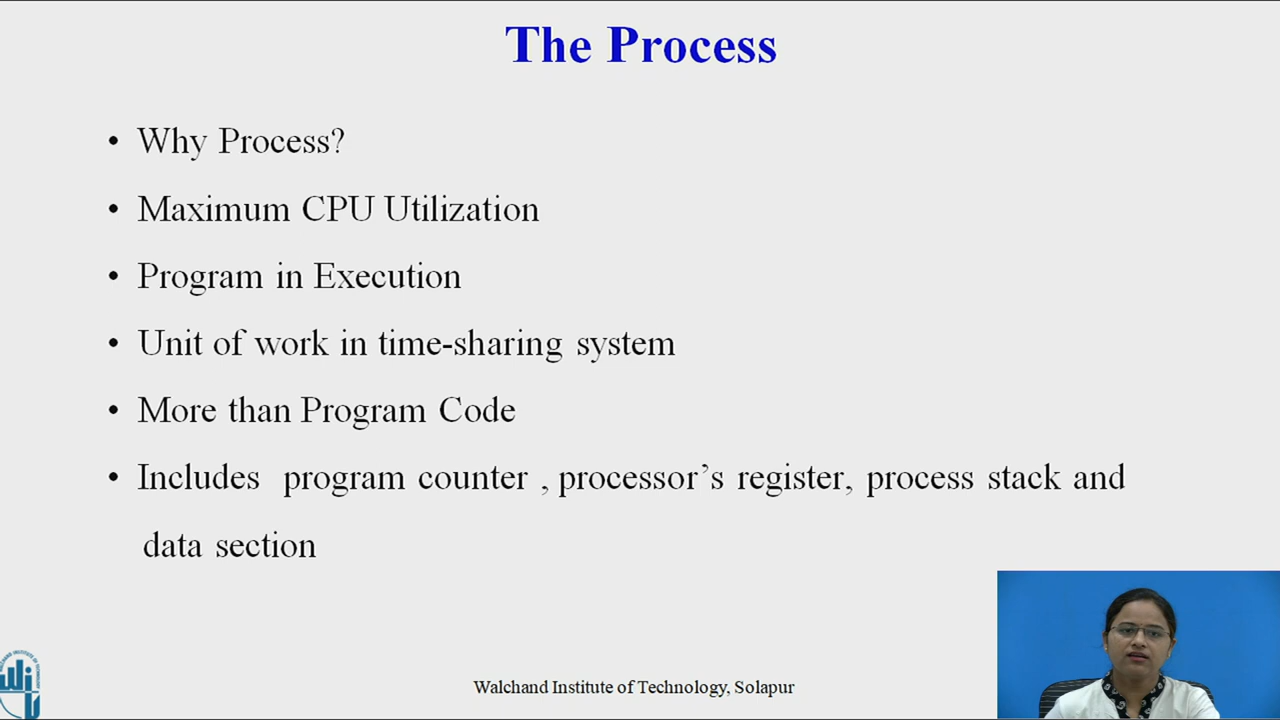 The Process
• Why Process?
• Maximum CPU Utilization
• Program in Execution
• Unit of work in time-sharing system
• More than Program Code
• Includes program counter , processor's register, process stack and
data section
Walchand Institute of Technology, Solapur